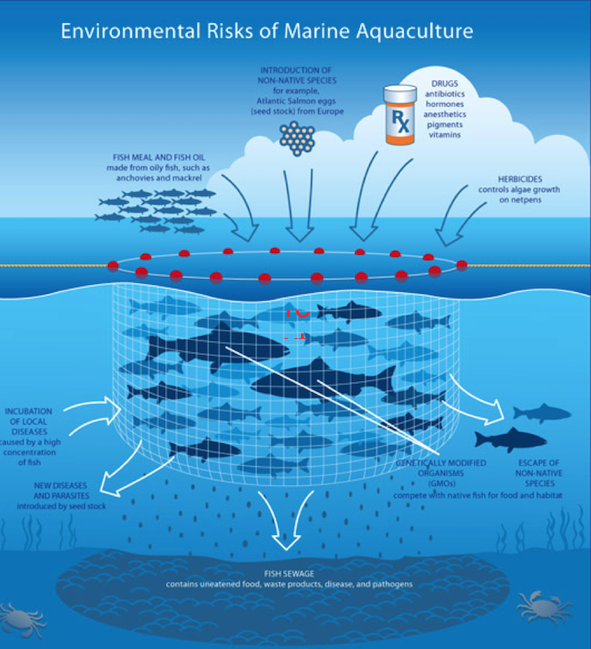 Environmental Risks of Marine Aquaculture
INTRODUCTION OF
NON-NATIVE SPECIES
for example,
Atlantic Salmon eggs
(seed stock) from Europe
DRUGS
antibiotics
hormones
anesthetics
pigments
vitamins
Rx
FISH MEAL AND FISH OIL
made from oily fish, such as
anchovies and mackrel
HERBICIDES
controls algae growth
on netpens
INCUBATION
OF LOCAL
DISEASES
caused by a high
concentration
of fish
NEW DISEASES
AND PARASITES
introduced by seed stock
GENETICALLY MODIFIED
ORGANISMS
(GMOs)
compete with native fish for food and habitat
ESCAPE OF
NON-NATIVE
SPECIES
FISH SEWAGE
contains uneatened food, waste products, disease, and pathogens